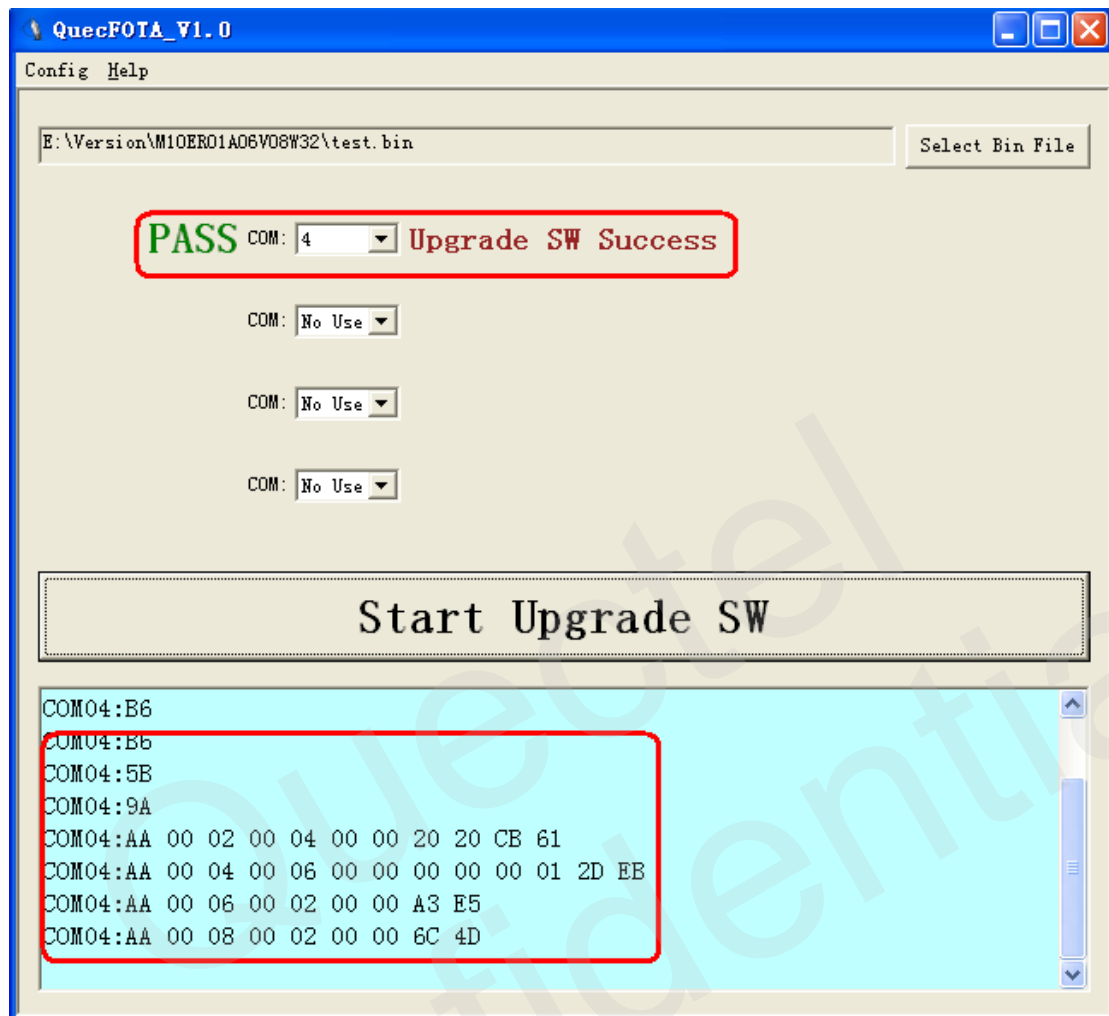 QuecFOTA_V1.0
Config Help
E:\Version\M10ER01A06V08W32\test.bin
Select Bin File
PASS COM: 4 Upgrade SW Success
COM: No Use
COM: No Use
COM: No Use
Start Upgrade SW
COM04:B6
COM04:B6
COM04:5B
COM04:9A
COM04:AA 00 02 00 04 00 00 20 20 CB 61
COM04:AA 00 04 00 06 00 00 00 00 00 01 2D EB
COM04:AA 00 06 00 02 00 00 A3 E5
COM04:AA 00 08 00 02 00 00 6C 4D
Quectel